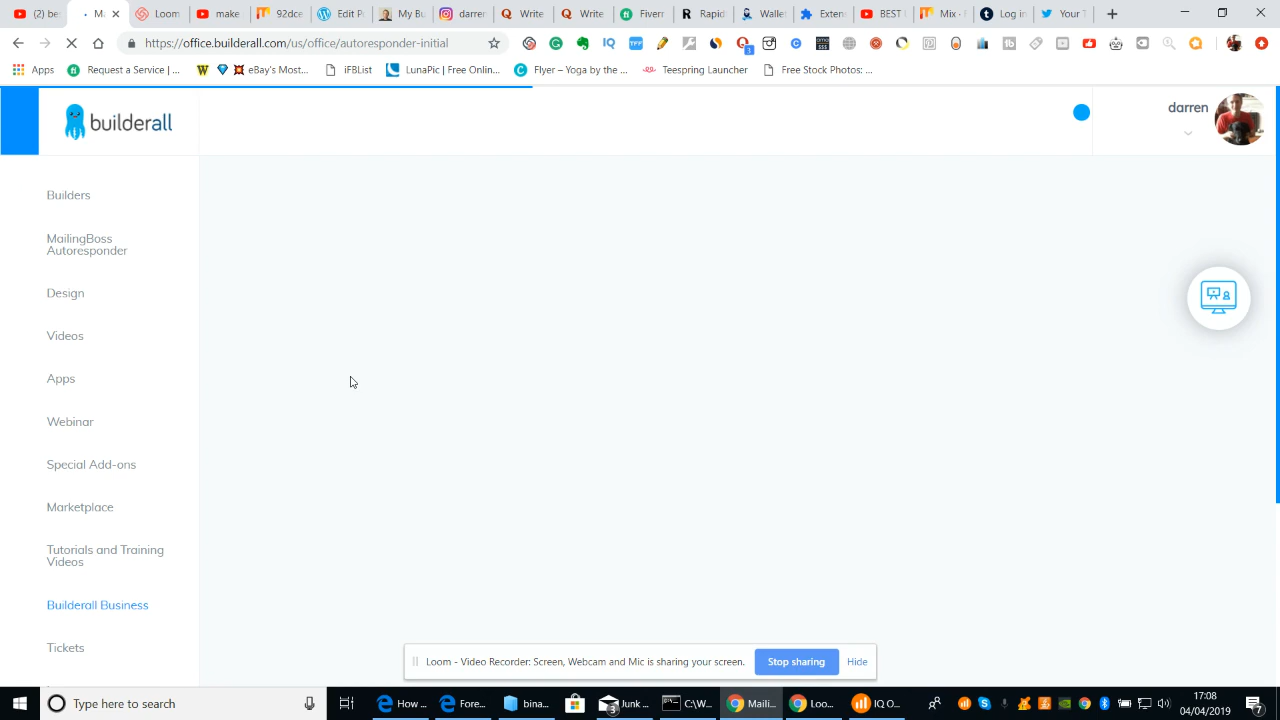 (2) be
Ma
Loom
make
92dce
Edit P
My Bu
darre
Write
Write
Fiverr
Rapid
Wallet
Exten
BEST
Mix - F
Log in
Your T
https://office.builderall.com/us/office/autoresponder-initial
Apps
Request a Service | ...
eBay's Most...
iFBList
LunaPic | Free Onlin...
Flyer – Yoga by the ...
Teespring Launcher
Free Stock Photos: ...
builderall
darren
Builders
MailingBoss
Autoresponder
Design
Videos
Apps
Webinar
Special Add-ons
Marketplace
Tutorials and Training
Videos
Builderall Business
Tickets
Loom - Video Recorder: Screen, Webcam and Mic is sharing your screen.
Stop sharing
Hide
Type here to search
How ...
Fore...
bina...
Junk ...
C:\W...
Maili...
Loo...
IQ O...
17:08
04/04/2019
7